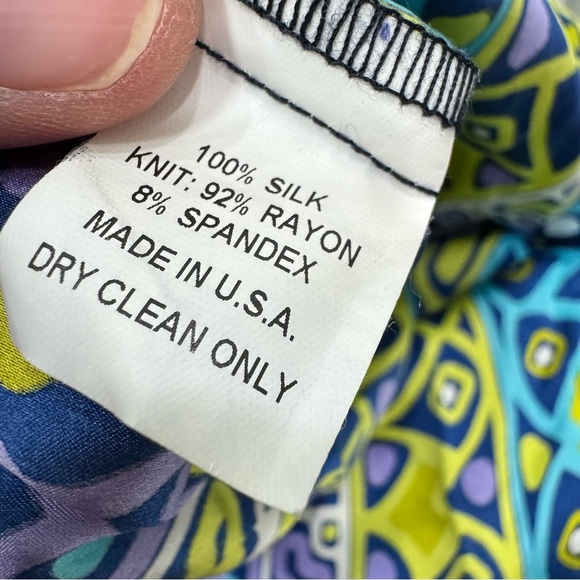 100% SILK
KNIT: 92% RAYON
8% SPANDEX
MADE IN U.S.A.
DRY CLEAN ONLY